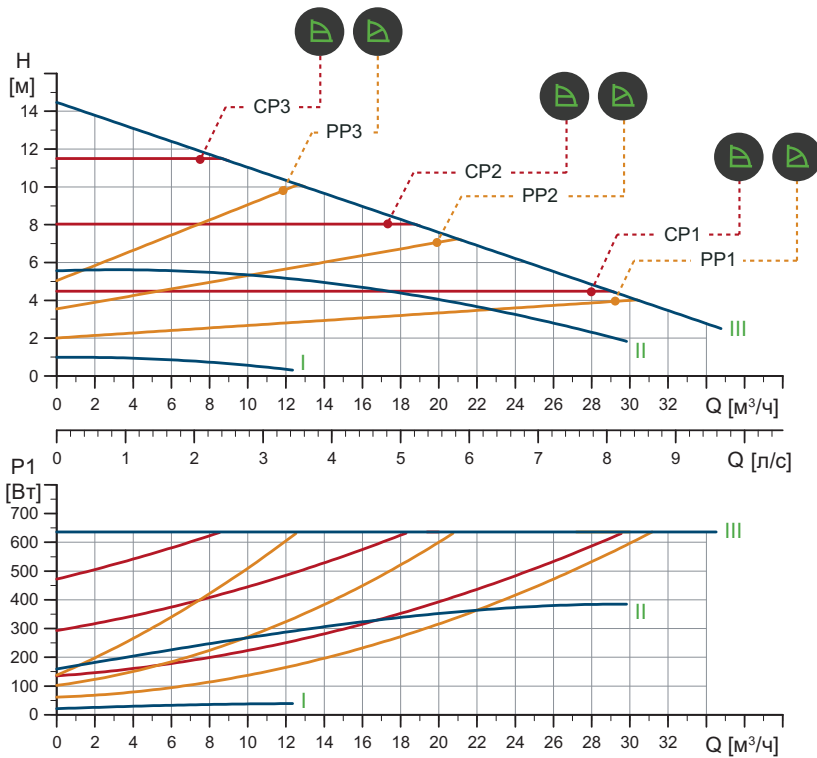 H
[м]
14
12
10
8
6
4
2
0
CP3
PP3
CP2
PP2
CP1
PP1
III
II
I
0 2 4 6 8 10 12 14 16 18 20 22 24 26 28 30 32 Q [м³/ч]
0 1 2 3 4 5 6 7 8 9 Q [л/с]
P1
[Вт]
700
600
500
400
300
200
100
0
III
II
I
0 2 4 6 8 10 12 14 16 18 20 22 24 26 28 30 32 Q [м³/ч]